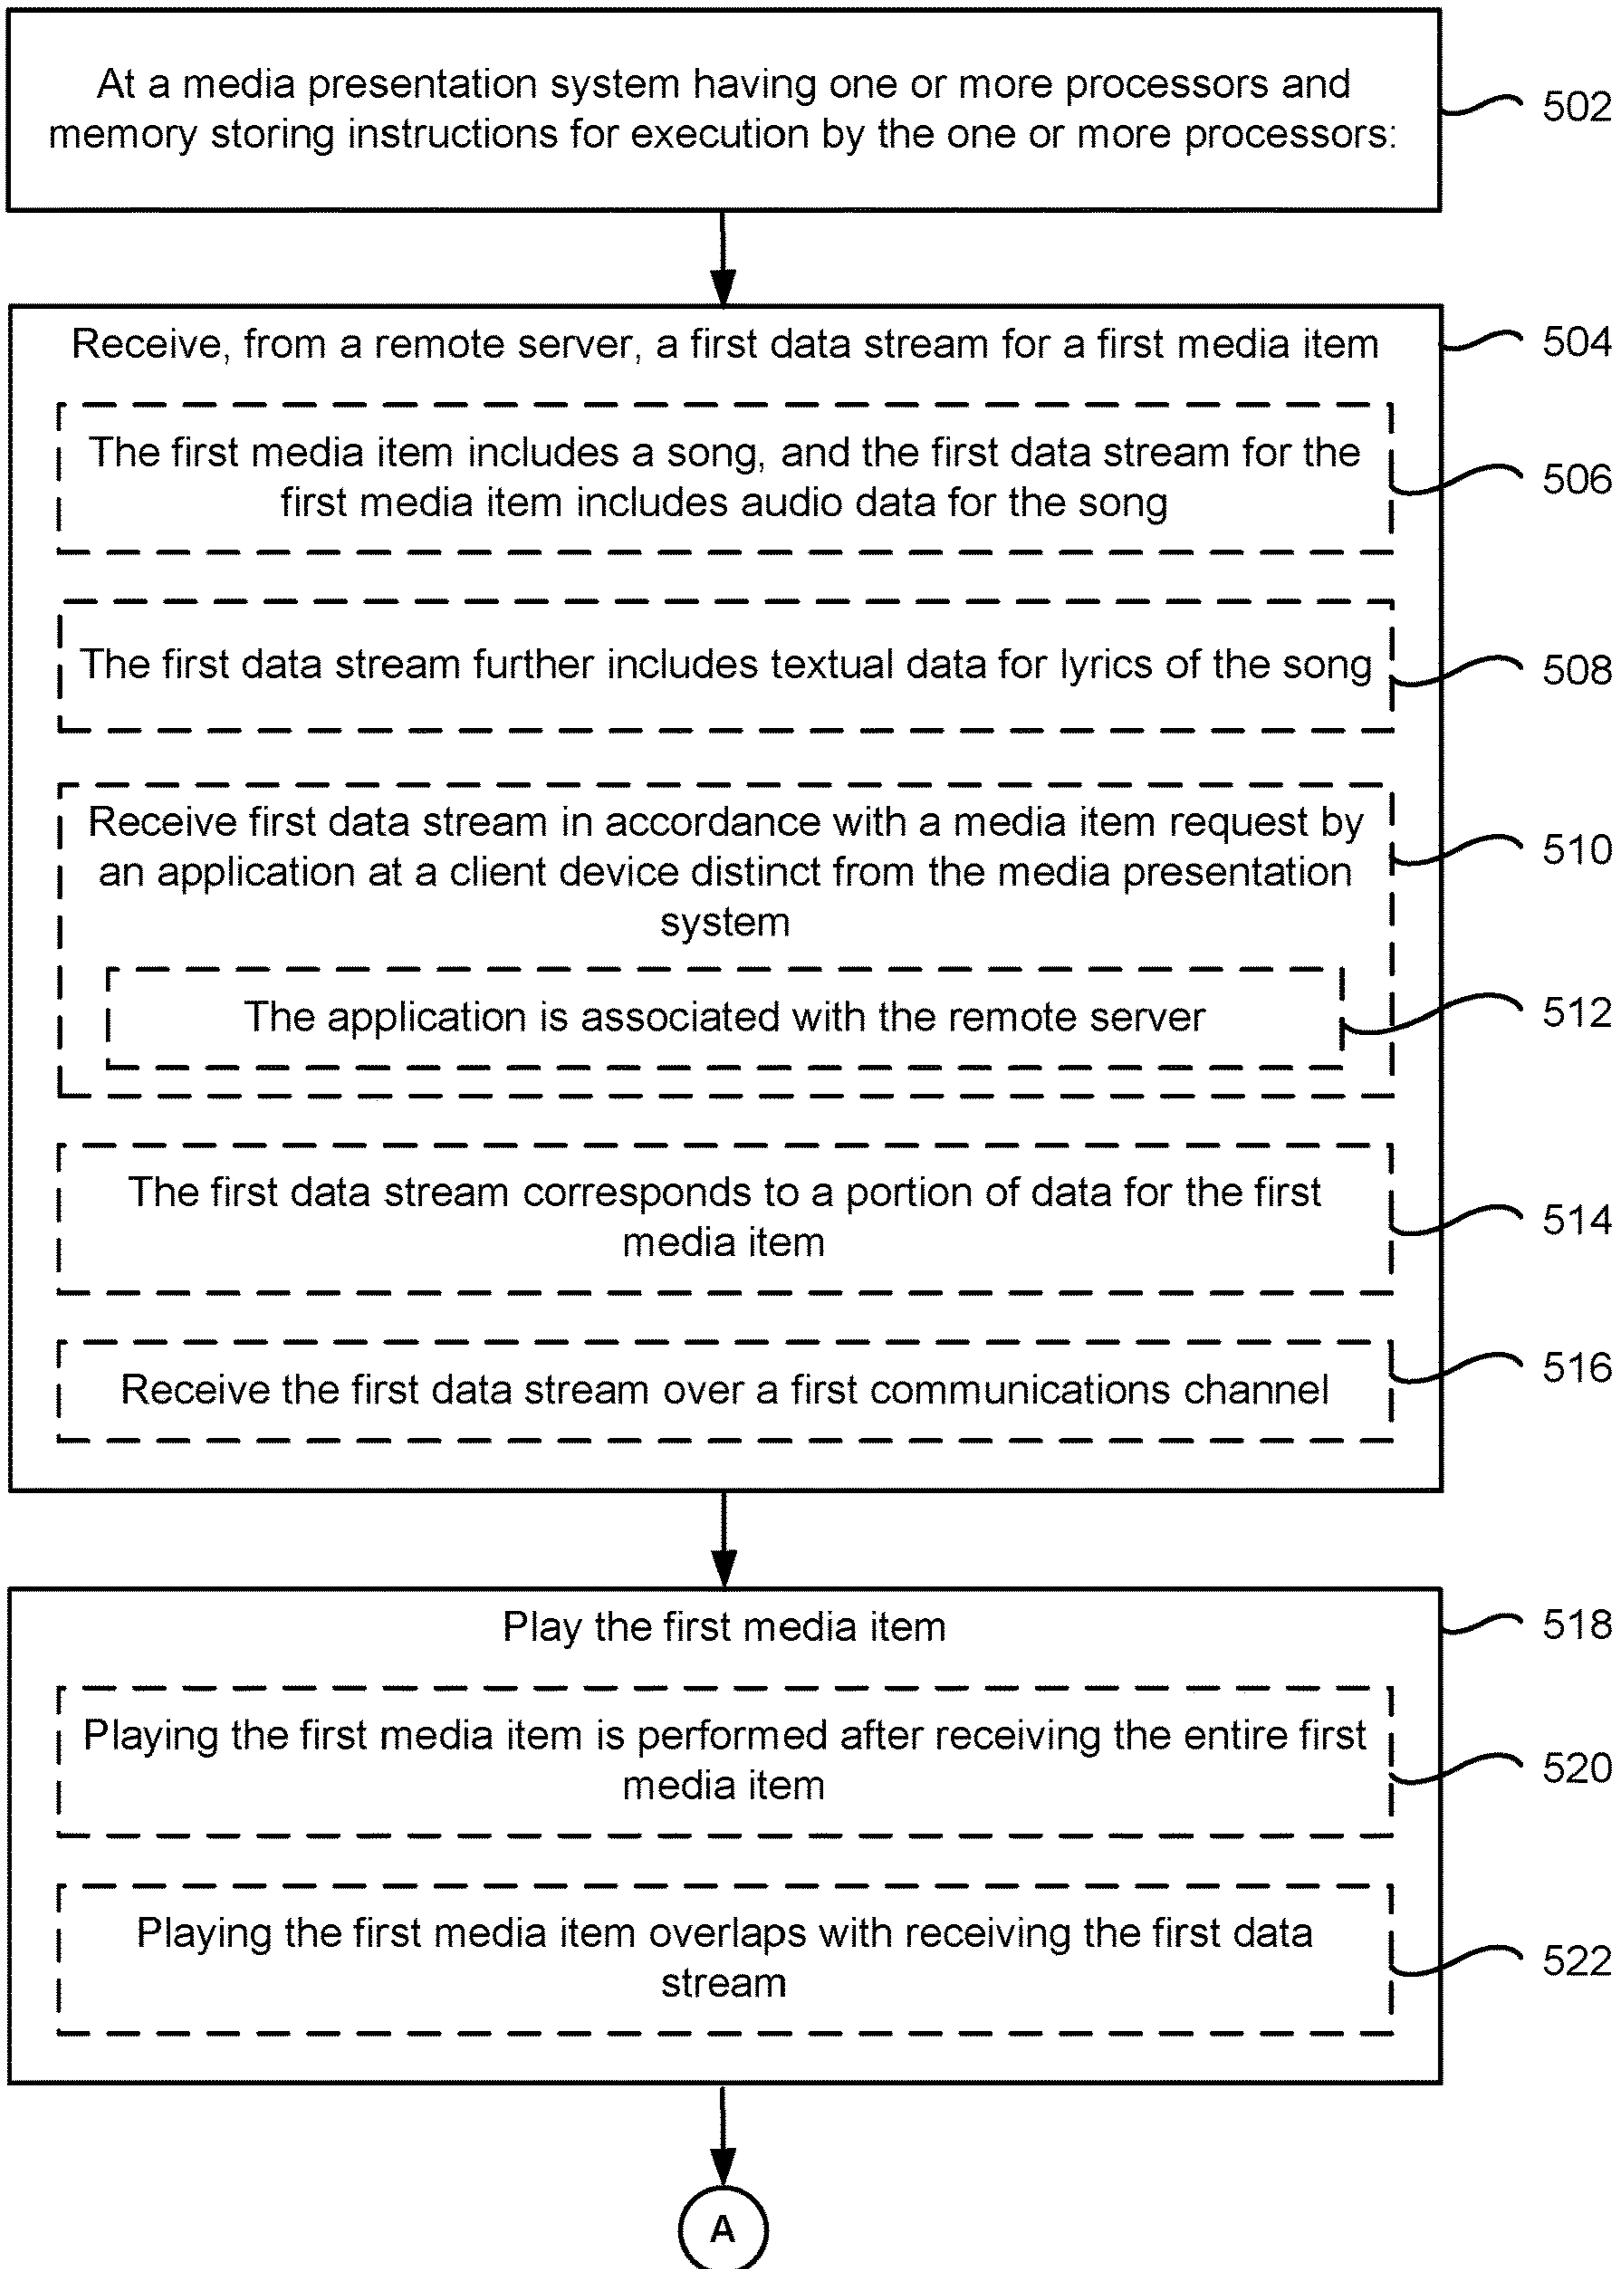 At a media presentation system having one or more processors and
memory storing instructions for execution by the one or more processors:
502
Receive, from a remote server, a first data stream for a first media item
504
The first media item includes a song, and the first data stream for the
first media item includes audio data for the song
506
The first data stream further includes textual data for lyrics of the song
508
Receive first data stream in accordance with a media item request by
an application at a client device distinct from the media presentation
system
510
The application is associated with the remote server
512
The first data stream corresponds to a portion of data for the first
media item
514
Receive the first data stream over a first communications channel
516
Play the first media item
518
Playing the first media item is performed after receiving the entire first
media item
520
Playing the first media item overlaps with receiving the first data
stream
522
A